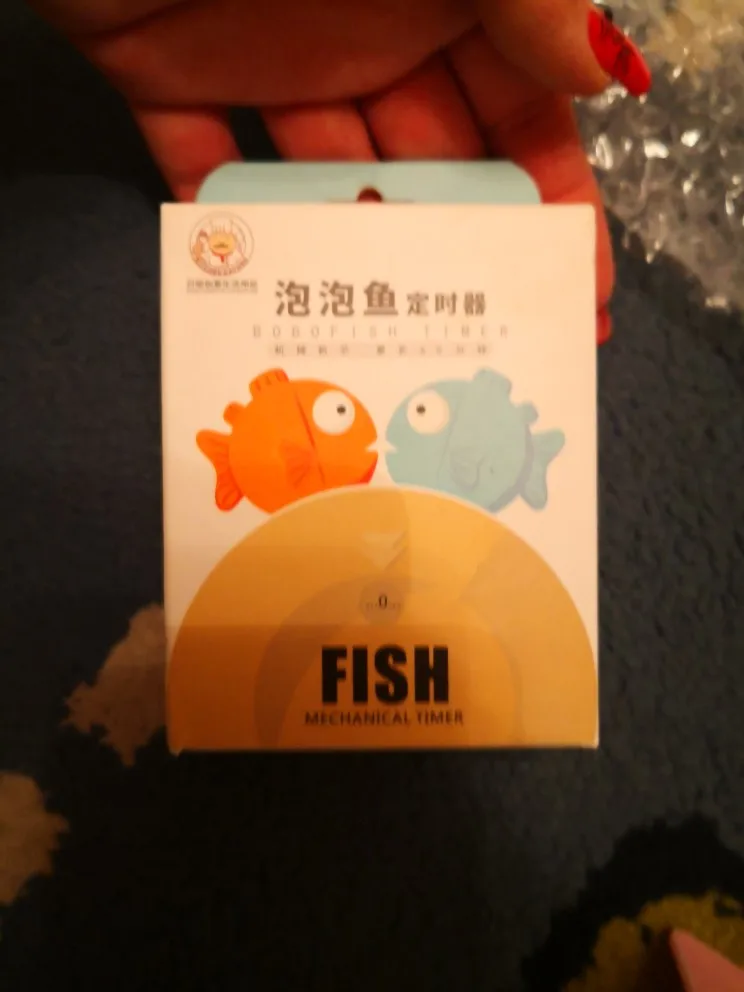 泡泡鱼定时器
BOBOFISH TIMER
0
FISH
MECHANICAL TIMER